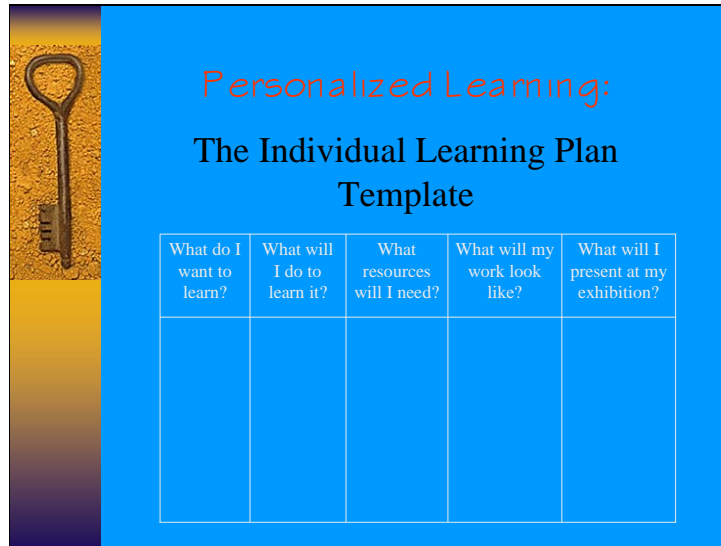 Personalized Learning:
The Individual Learning Plan
Template
What do I want to learn?
What will I do to learn it?
What resources will I need?
What will my work look like?
What will I present at my exhibition?